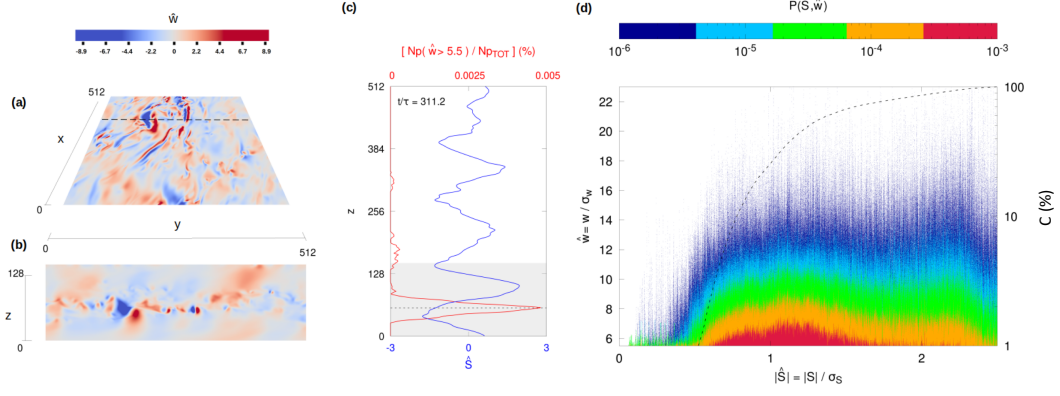 ŵ
-8.9 -6.7 -4.4 -2.2 0 2.2 4.4 6.7 8.9
(a)
512
x
0
y
(b)
0
512
128
z
0
(c)
[ Np( ŵ> 5.5 ) / Np_TOT ] (%)
0 0.0025 0.005
512
t/τ = 311.2
384
z
256
128
0
-3 0 3
Ŝ
(d)
P(S,ŵ)
10^-6 10^-5 10^-4 10^-3
22
20
18
16
14
12
10
8
6
ŵ = w / σ_w
100
10
1
C (%)
0 1 2
|Ŝ| = |S| / σ_S